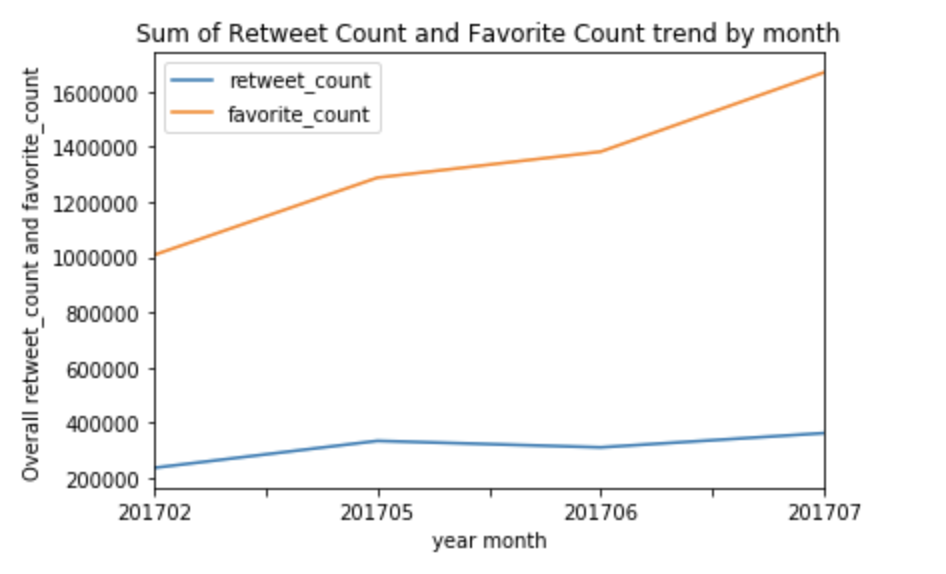 Sum of Retweet Count and Favorite Count trend by month
retweet_count
favorite_count
Overall retweet_count and favorite_count
1600000
1400000
1200000
1000000
800000
600000
400000
200000
201702 201705 201706 201707
year month